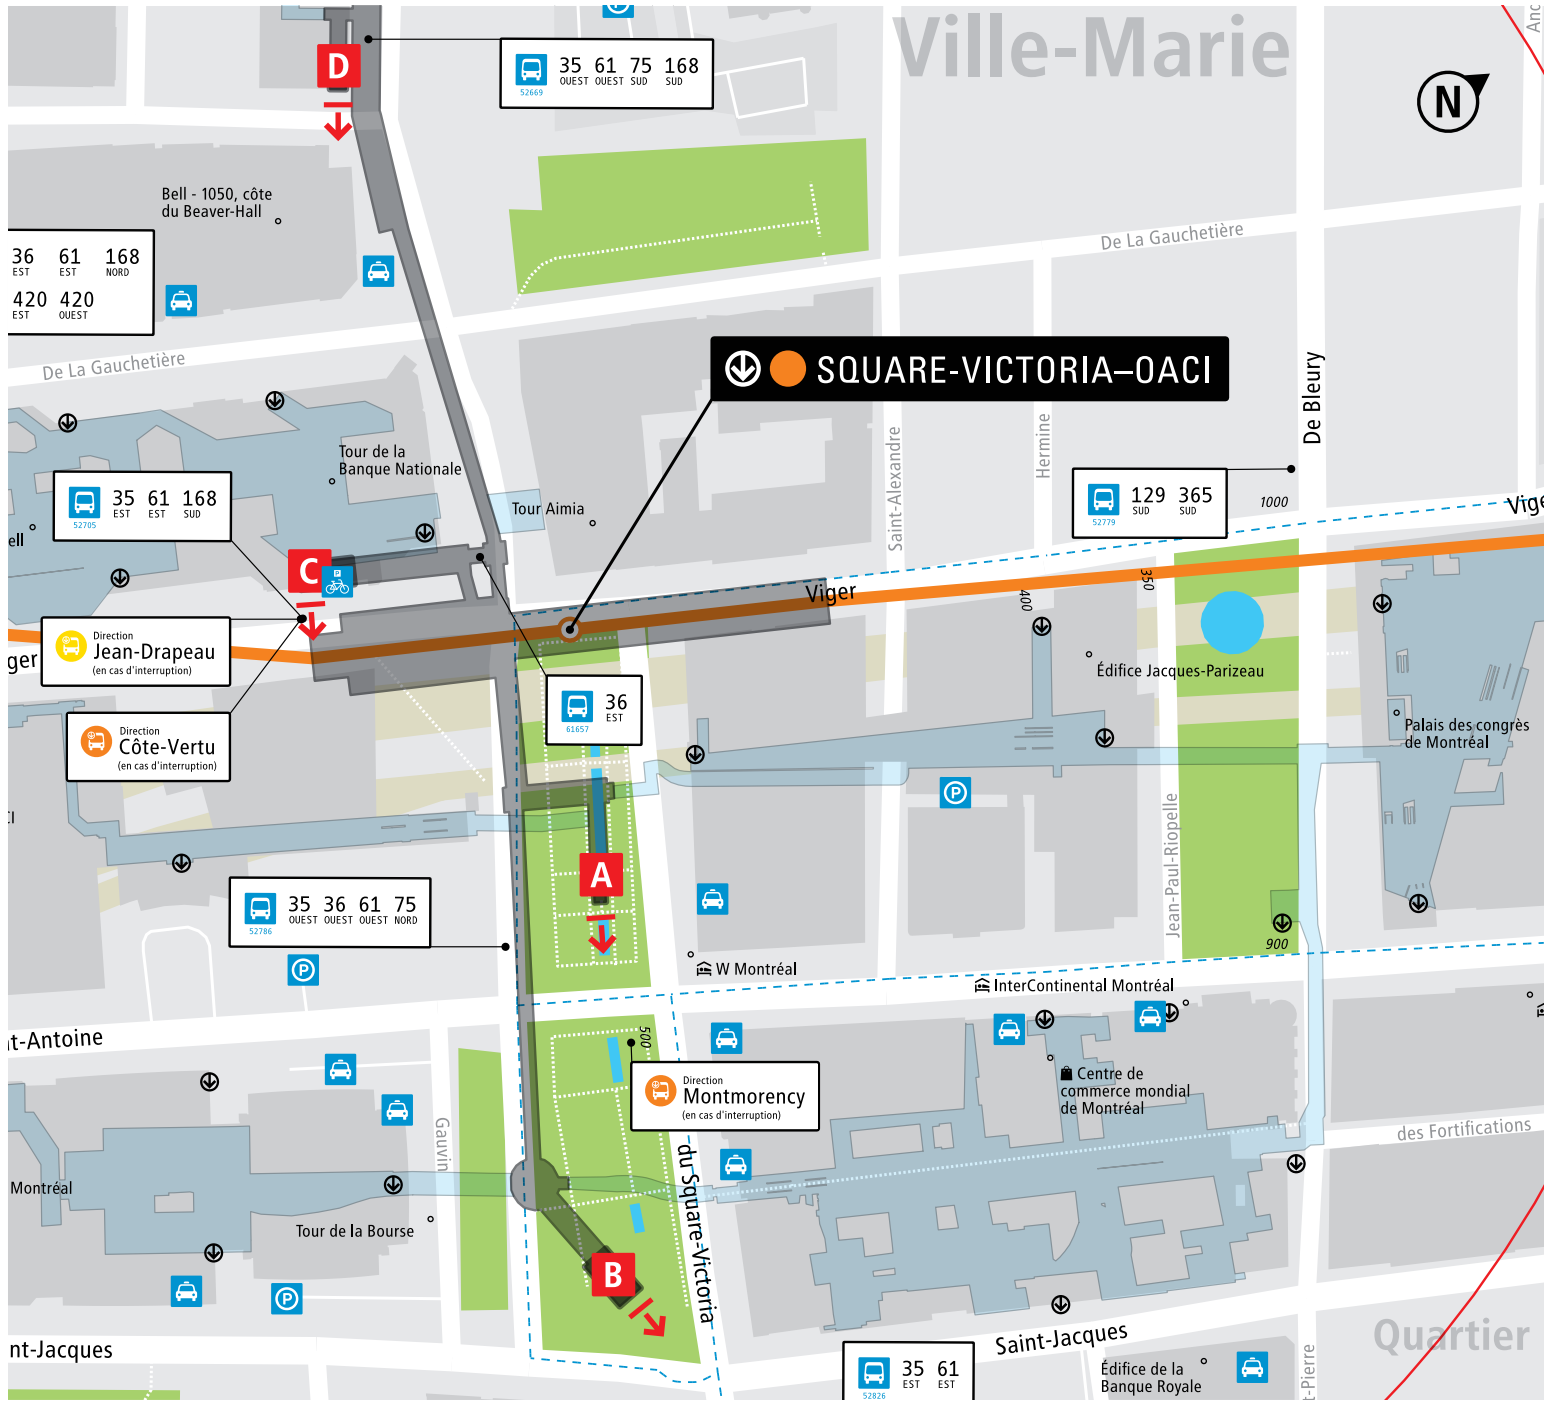 Ville-Marie
D
35 61 75 168
OUEST OUEST SUD SUD
52669
N
Bell - 1050, côte
du Beaver-Hall
36 61 168
EST EST NORD
420 420
EST OUEST
De La Gauchetière
De La Gauchetière
SQUARE-VICTORIA–OACI
De Bleury
Hermine
Saint-Alexandre
Tour de la
Banque Nationale
35 61 168
EST EST SUD
52705
Tour Aimia
129 365
SUD SUD
52779
1000
Vige
ell
C
P
Viger
400
350
Direction
Jean-Drapeau
(en cas d'interruption)
iger
Édifice Jacques-Parizeau
36
EST
61657
Direction
Côte-Vertu
(en cas d'interruption)
Palais des congrès
de Montréal
P
Jean-Paul-Riopelle
A
35 36 61 75
OUEST OUEST OUEST NORD
52786
900
P
W Montréal
InterContinental Montréal
t-Antoine
500
Direction
Montmorency
(en cas d'interruption)
Centre de
commerce mondial
de Montréal
Gauvin
des Fortifications
du Square-Victoria
Montréal
Tour de la Bourse
B
P
nt-Jacques
Saint-Jacques
Quartier
35 61
EST EST
52826
Édifice de la
Banque Royale
t-Pierre